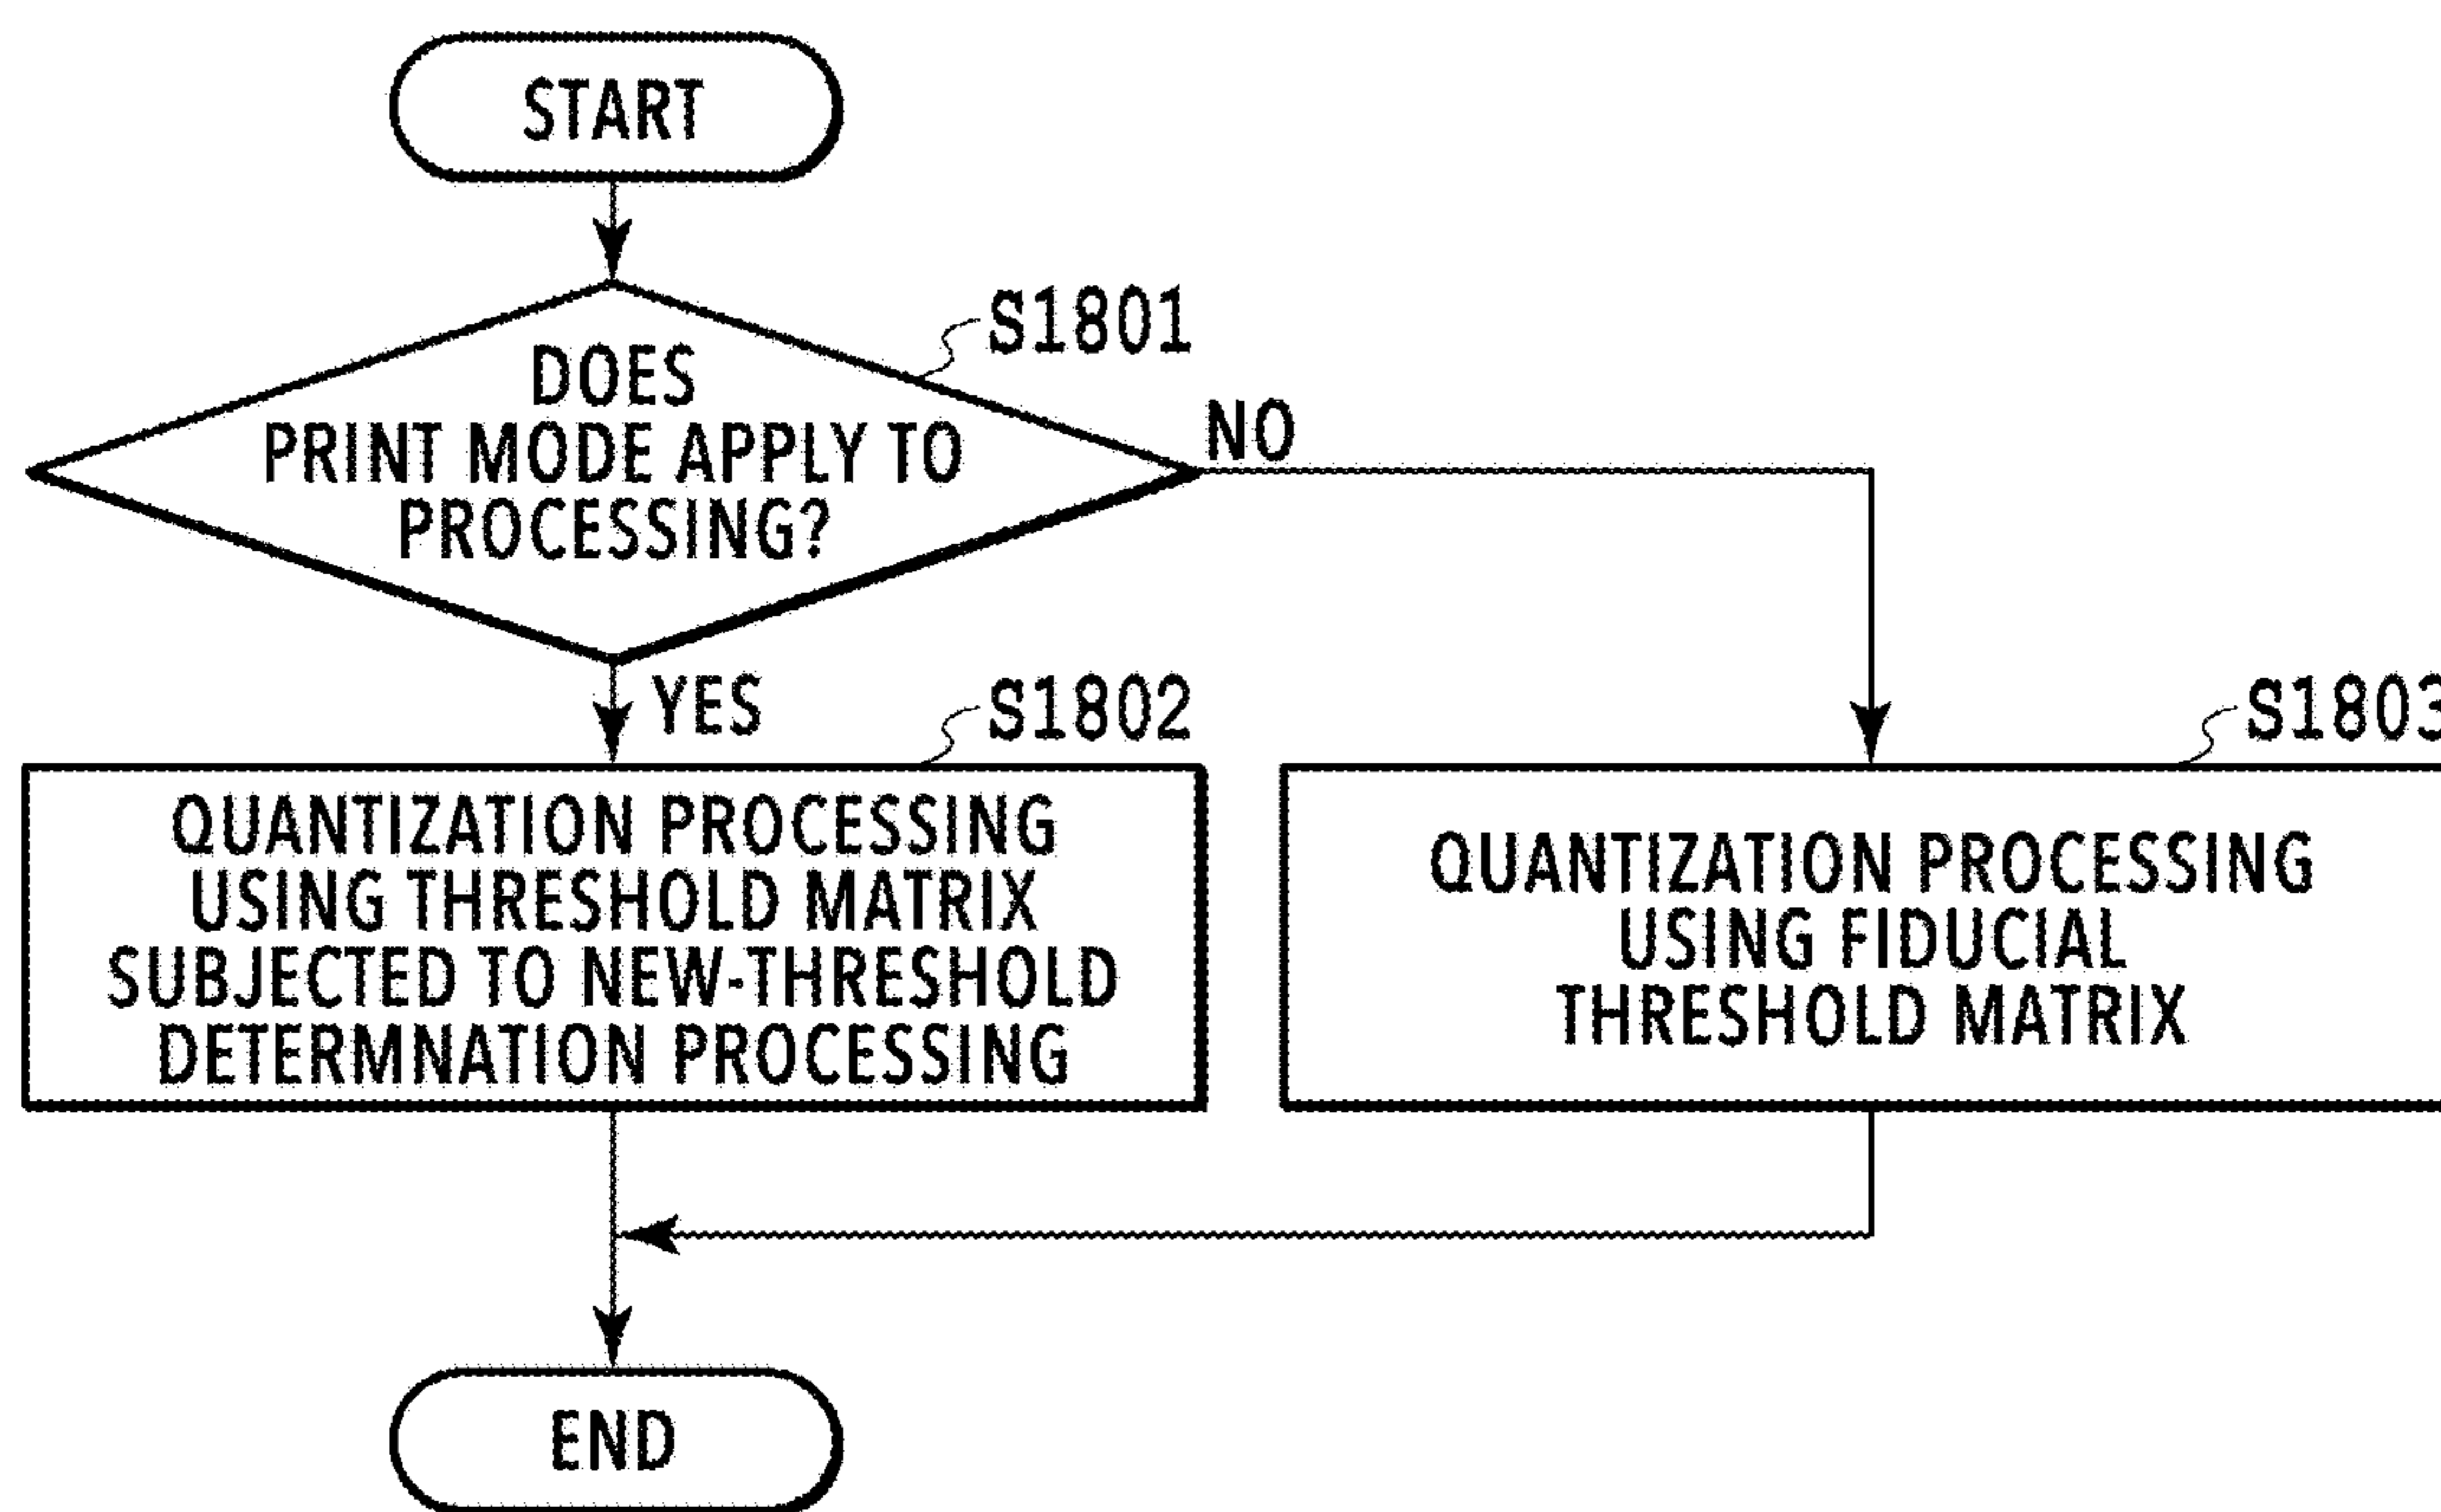 START
S1801
DOES
PRINT MODE APPLY TO
PROCESSING?
NO
YES
S1802
QUANTIZATION PROCESSING
USING THRESHOLD MATRIX
SUBJECTED TO NEW-THRESHOLD
DETERMNATION PROCESSING
S1803
QUANTIZATION PROCESSING
USING FIDUCIAL
THRESHOLD MATRIX
END